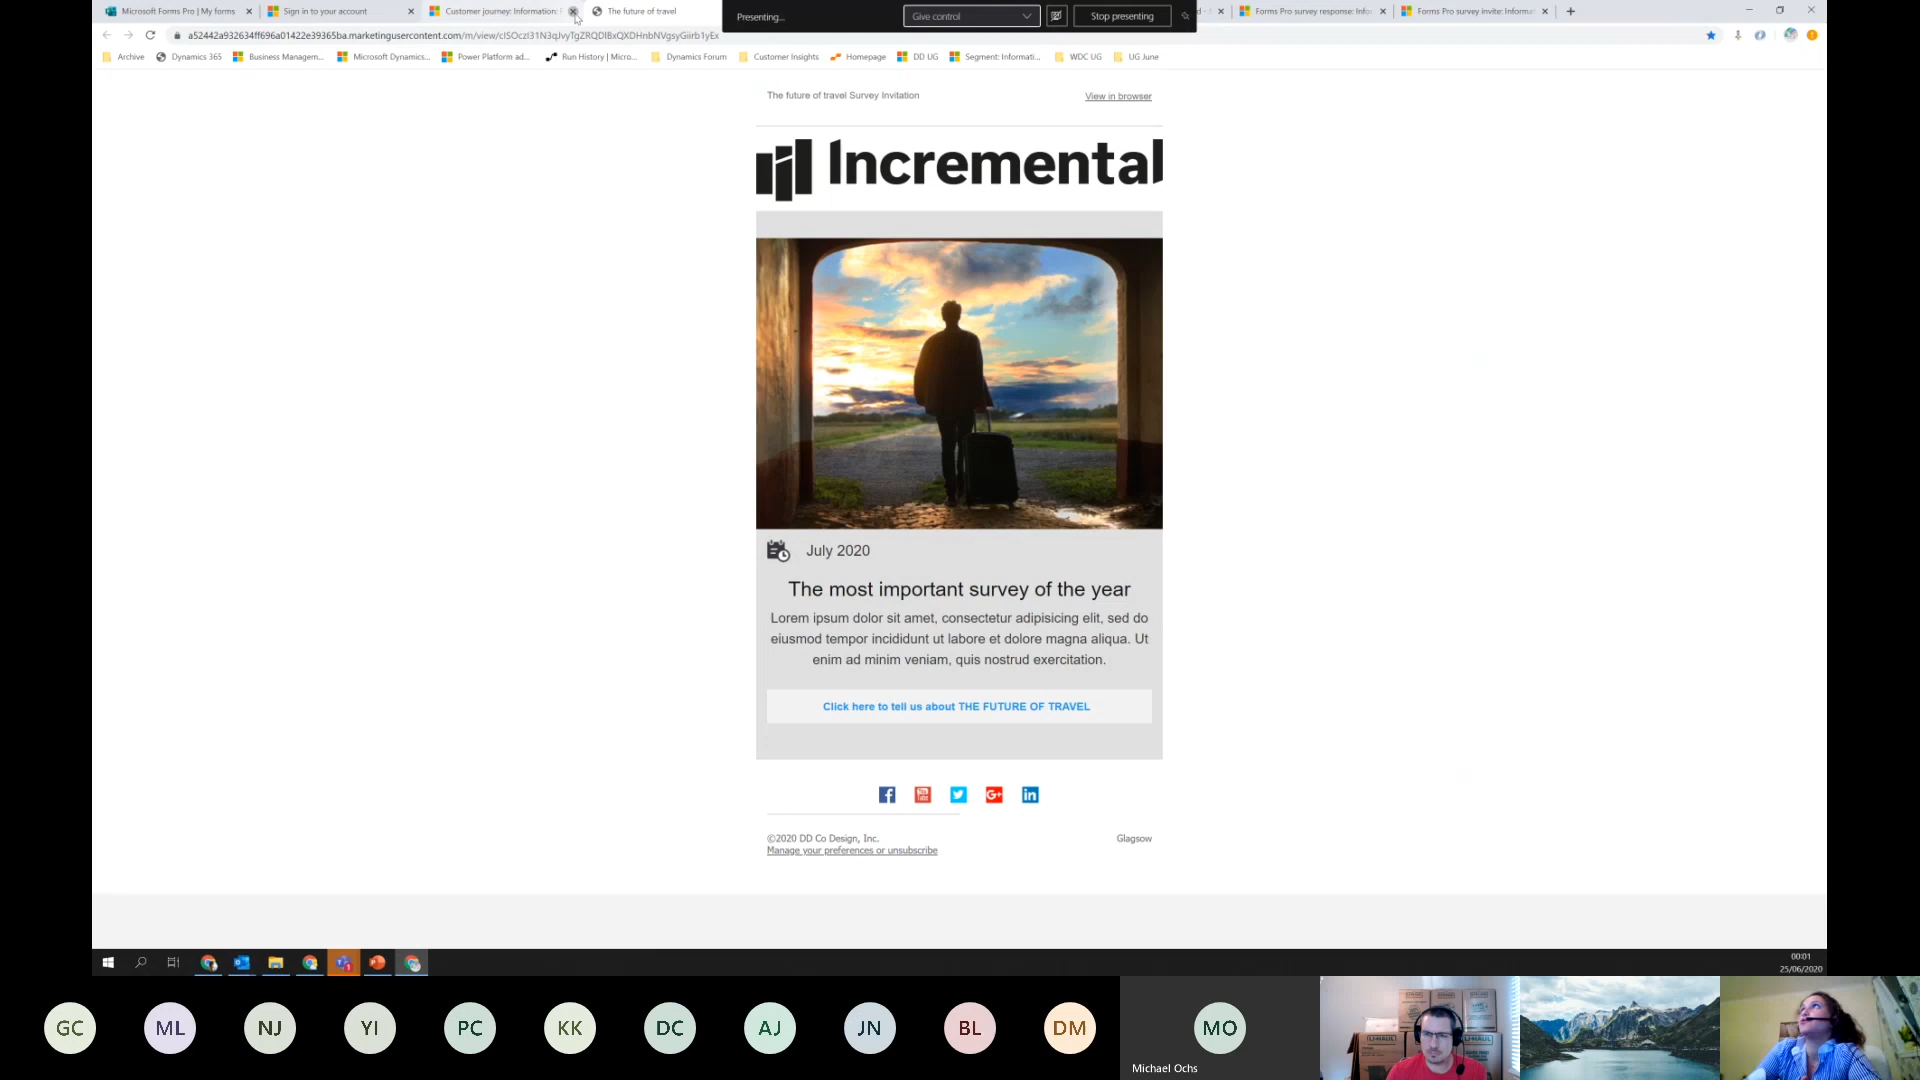 Microsoft Forms Pro | My forms
Sign in to your account
Customer journey: Information:
The future of travel
Presenting...
Give control
Stop presenting
Forms Pro survey response: Info
Forms Pro survey invite: Informat
Archive
Dynamics 365
Business Managem...
Microsoft Dynamics...
Power Platform ad...
Run History | Micro...
Dynamics Forum
Customer Insights
Homepage
DD UG
Segment: Informati...
WDC UG
UG June
The future of travel Survey Invitation
View in browser
Incremental
July 2020
The most important survey of the year
Lorem ipsum dolor sit amet, consectetur adipisicing elit, sed do
eiusmod tempor incididunt ut labore et dolore magna aliqua. Ut
enim ad minim veniam, quis nostrud exercitation.
Click here to tell us about THE FUTURE OF TRAVEL
©2020 DD Co Design, Inc.
Glagsow
Manage your preferences or unsubscribe
00:01
25/06/2020
GC
ML
NJ
YI
PC
KK
DC
AJ
JN
BL
DM
MO
Michael Ochs